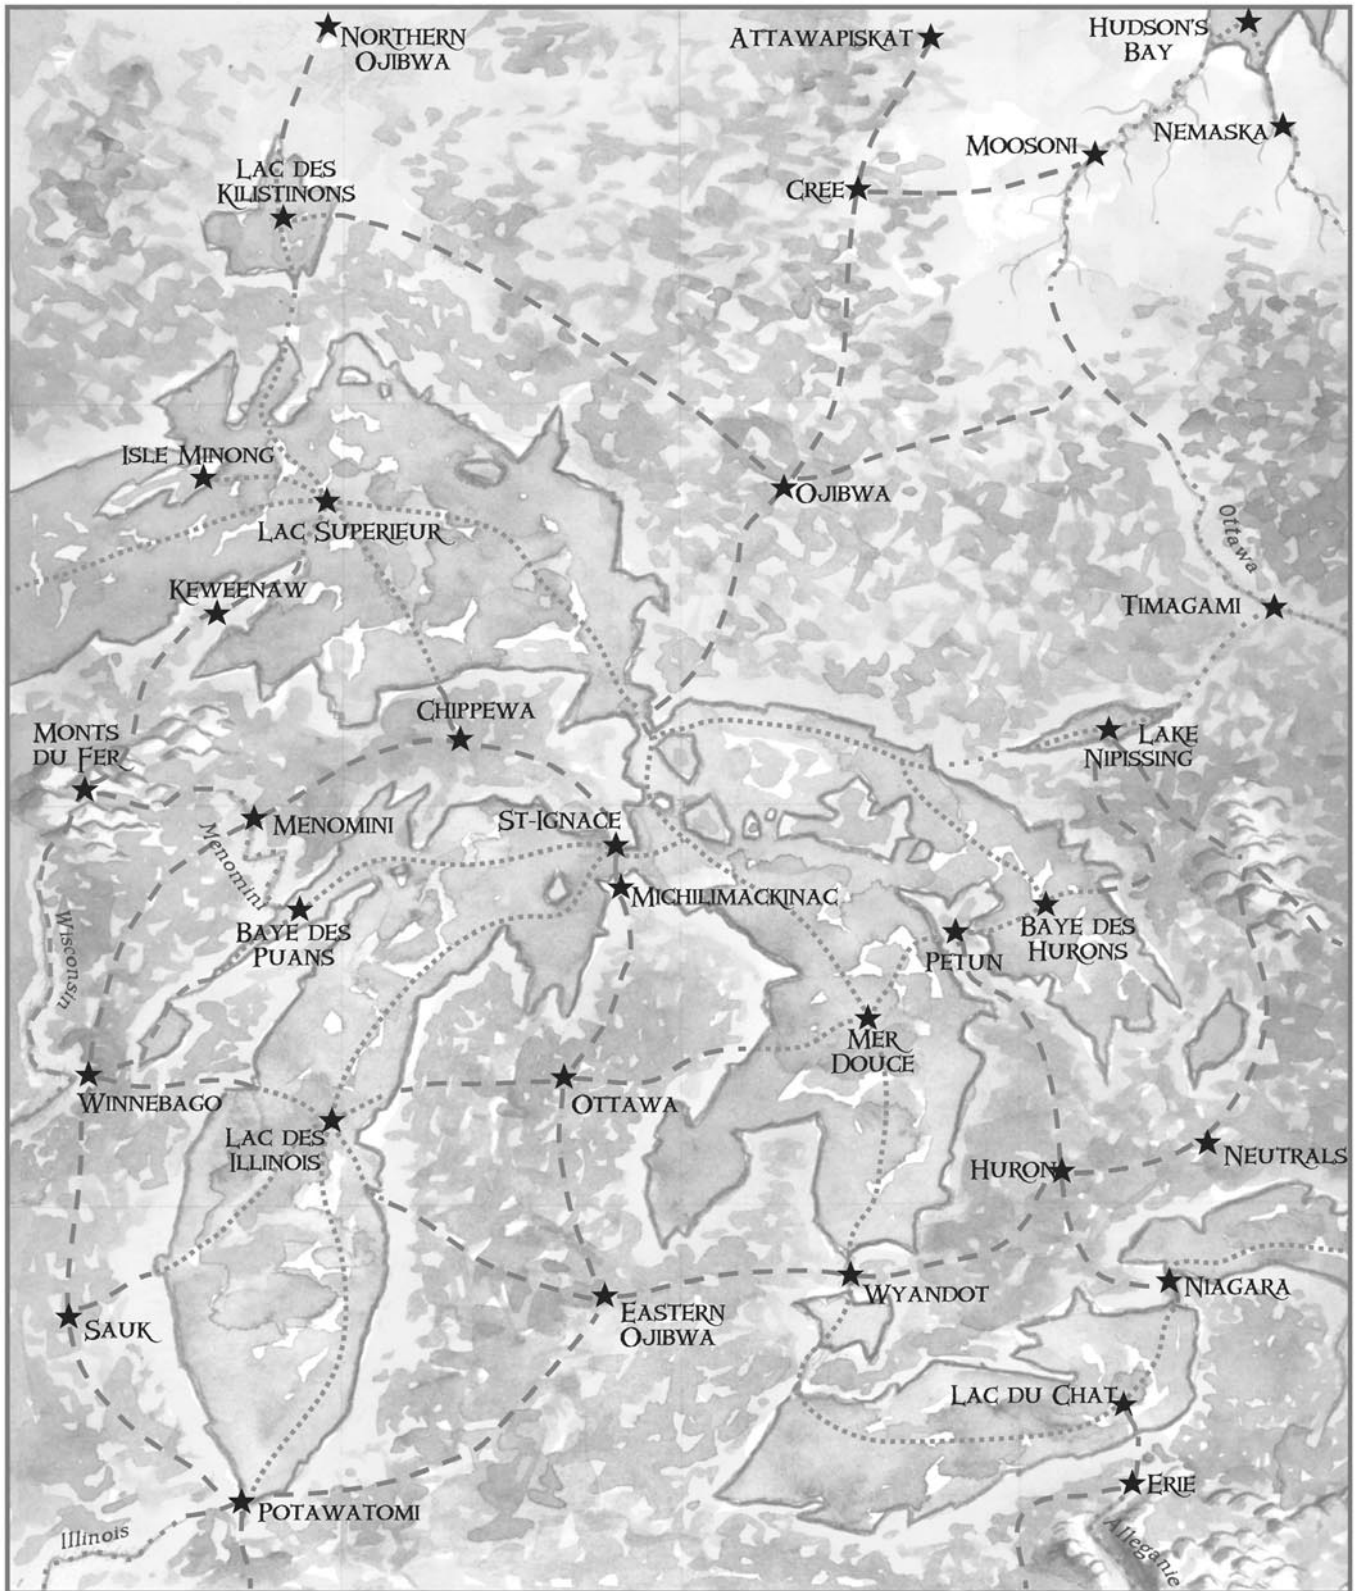 NORTHERN
OJIBWA
ATTAWAPISKAT
HUDSON'S
BAY
MOOSONI
NEMASKA
LAC DES
KILISTINONS
CREE
ISLE MINONG
OJIBWA
LAC SUPERIEUR
Ottawa
KEWEENAW
TIMAGAMI
CHIPPEWA
MONTS
DU FER
LAKE
NIPISSING
MENOMINI
ST-IGNACE
Menomini
MICHILIMACKINAC
BAYE DES
PUANS
BAYE DES
HURONS
PETUN
Wisconsin
MER
DOUCE
WINNEBAGO
OTTAWA
LAC DES
ILLINOIS
HURON
NEUTRALS
SAUK
EASTERN
OJIBWA
WYANDOT
NIAGARA
LAC DU CHAT
ERIE
POTAWATOMI
Illinois
Alleganie